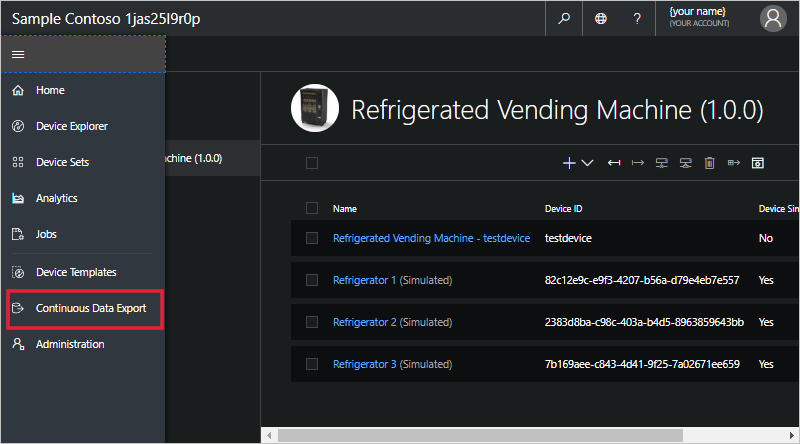 Sample Contoso 1jas25l9r0p
?
{your name}
(YOUR ACCOUNT)
Home
Device Explorer
Device Sets
Analytics
Jobs
Device Templates
Continuous Data Export
Administration
chine (1.0.0)
Refrigerated Vending Machine (1.0.0)
Name Device ID Device Sim
Refrigerated Vending Machine - testdevice testdevice No
Refrigerator 1 (Simulated) 82c12e9c-e9f3-4207-b56a-d79e4eb7e557 Yes
Refrigerator 2 (Simulated) 2383d8ba-c98c-403a-b4d5-8963859643bb Yes
Refrigerator 3 (Simulated) 7b169aee-c843-4d41-9f25-7a02671ee659 Yes